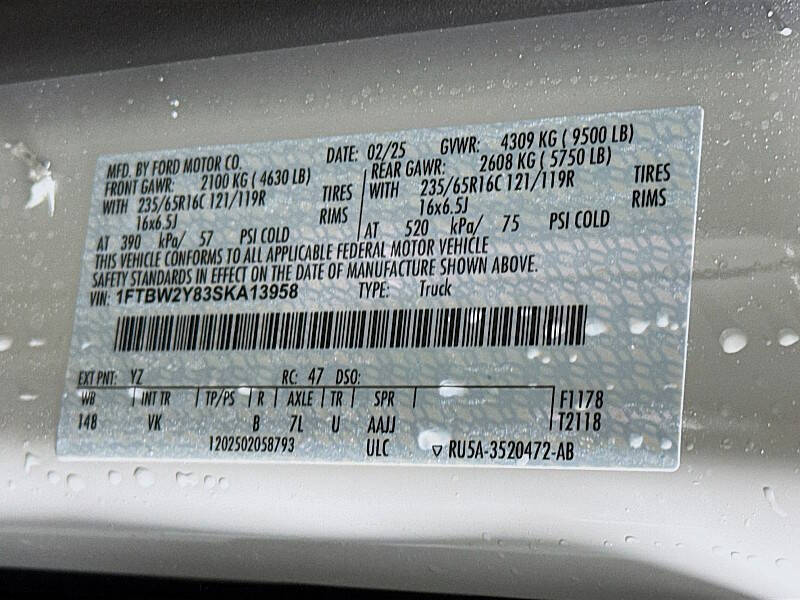 MFD. BY FORD MOTOR CO. DATE: 02/25 GVWR: 4309 KG ( 9500 LB)
FRONT GAWR: 2100 KG ( 4630 LB) REAR GAWR: 2608 KG ( 5750 LB)
WITH 235/65R16C 121/119R TIRES WITH 235/65R16C 121/119R TIRES
16x6.5J RIMS 16x6.5J RIMS
AT 390 kPa/ 57 PSI COLD AT 520 kPa/ 75 PSI COLD
THIS VEHICLE CONFORMS TO ALL APPLICABLE FEDERAL MOTOR VEHICLE
SAFETY STANDARDS IN EFFECT ON THE DATE OF MANUFACTURE SHOWN ABOVE.
VIN: 1FTBW2Y83SKA13958 TYPE: Truck
EXT PNT: YZ RC: 47 DSO:
WB INT TR TP/PS R AXLE TR SPR F1178
148 VK B 7L U AAJJ T2118
1202502058793 ULC ▽ RU5A-3520472-AB